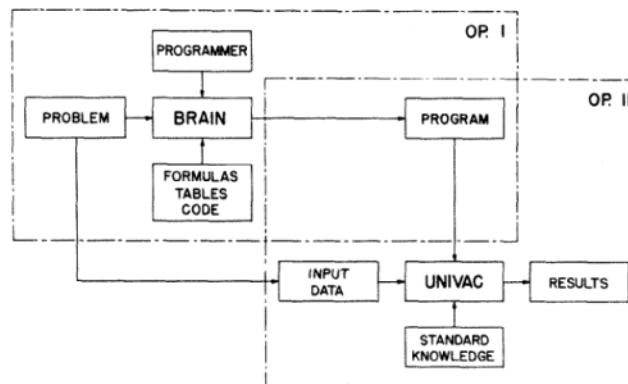 OP. I
PROGRAMMER
OP. II
PROBLEM
BRAIN
PROGRAM
FORMULAS
TABLES
CODE
INPUT
DATA
UNIVAC
RESULTS
STANDARD
KNOWLEDGE